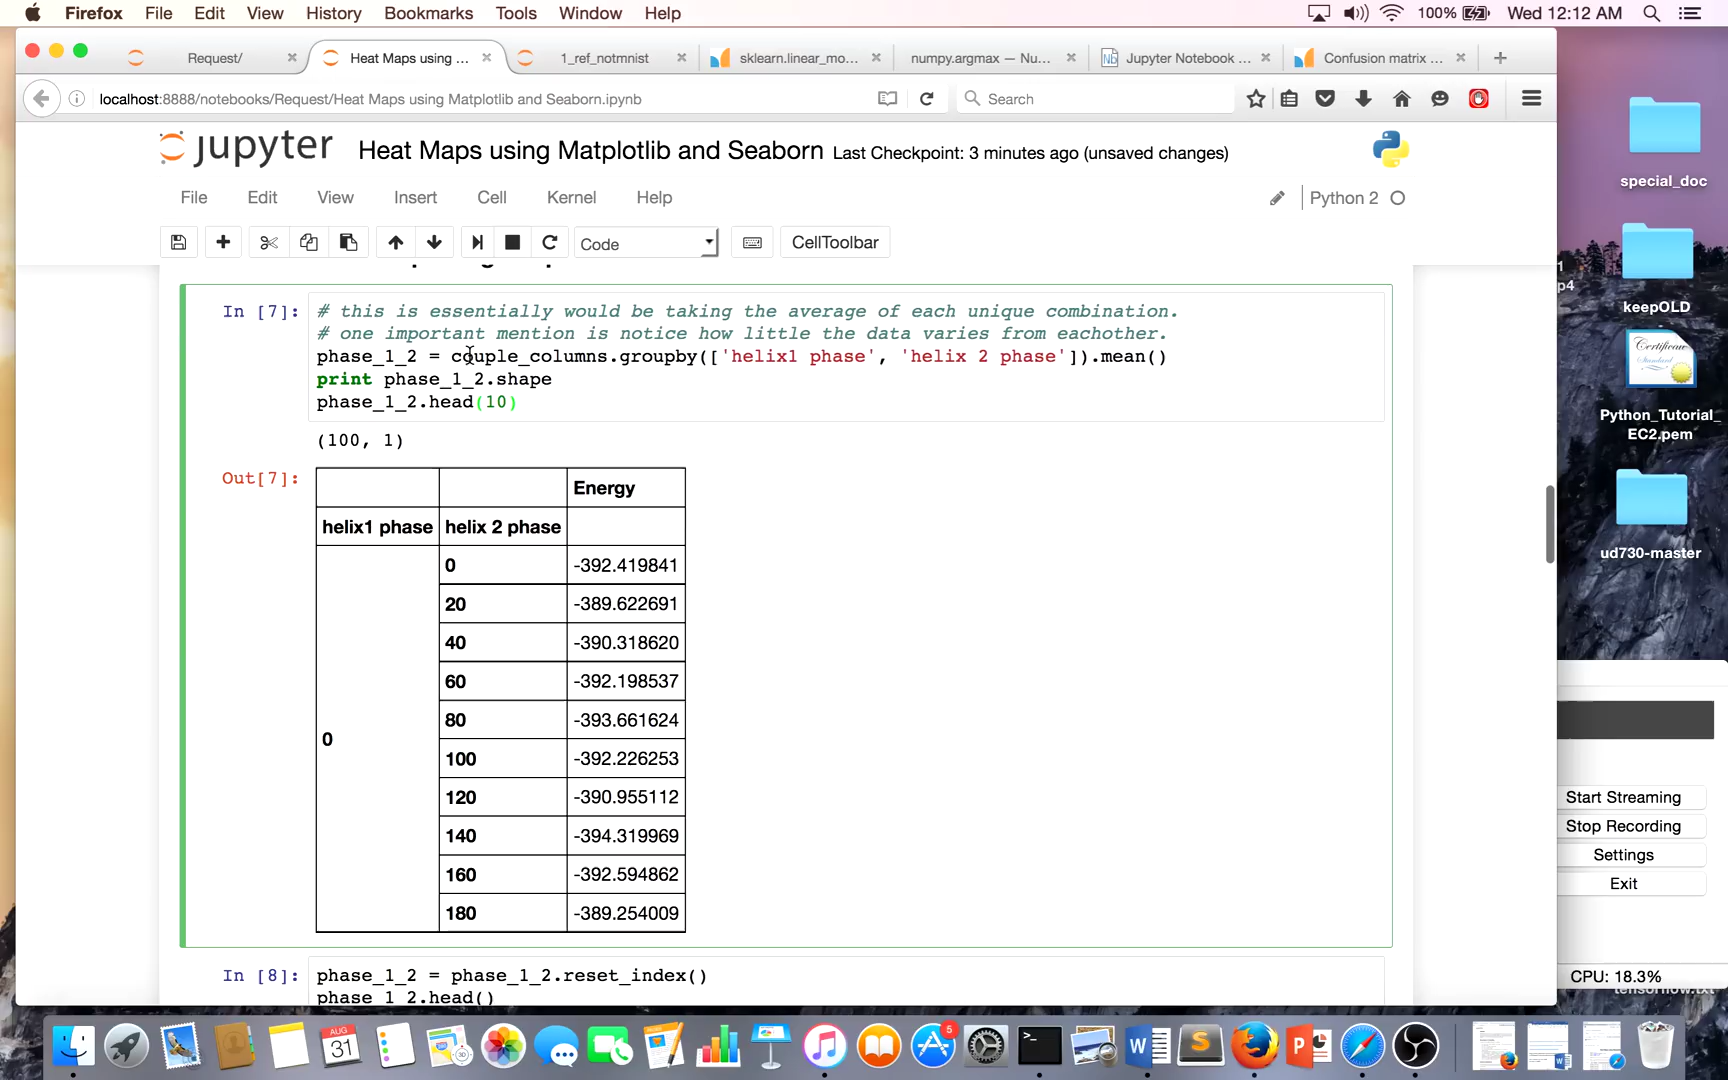 Firefox File Edit View History Bookmarks Tools Window Help 100% Wed 12:12 AM
Request/ Heat Maps using ... 1_ref_notmnist sklearn.linear_mo... numpy.argmax — Nu... Jupyter Notebook ... Confusion matrix ...
localhost:8888/notebooks/Request/Heat Maps using Matplotlib and Seaborn.ipynb Search
jupyter Heat Maps using Matplotlib and Seaborn Last Checkpoint: 3 minutes ago (unsaved changes)
File Edit View Insert Cell Kernel Help Python 2
Code CellToolbar
In [7]: # this is essentially would be taking the average of each unique combination.
# one important mention is notice how little the data varies from eachother.
phase_1_2 = couple_columns.groupby(['helix1 phase', 'helix 2 phase']).mean()
print phase_1_2.shape
phase_1_2.head(10)
(100, 1)
Out[7]:
Energy
helix1 phase helix 2 phase
0 -392.419841
20 -389.622691
40 -390.318620
60 -392.198537
80 -393.661624
0
100 -392.226253
120 -390.955112
140 -394.319969
160 -392.594862
180 -389.254009
In [8]: phase_1_2 = phase_1_2.reset_index()
phase_1_2.head()
special_doc
1
p4
keepOLD
Python_Tutorial_
EC2.pem
ud730-master
Start Streaming
Stop Recording
Settings
Exit
CPU: 18.3%
AUG
31
5